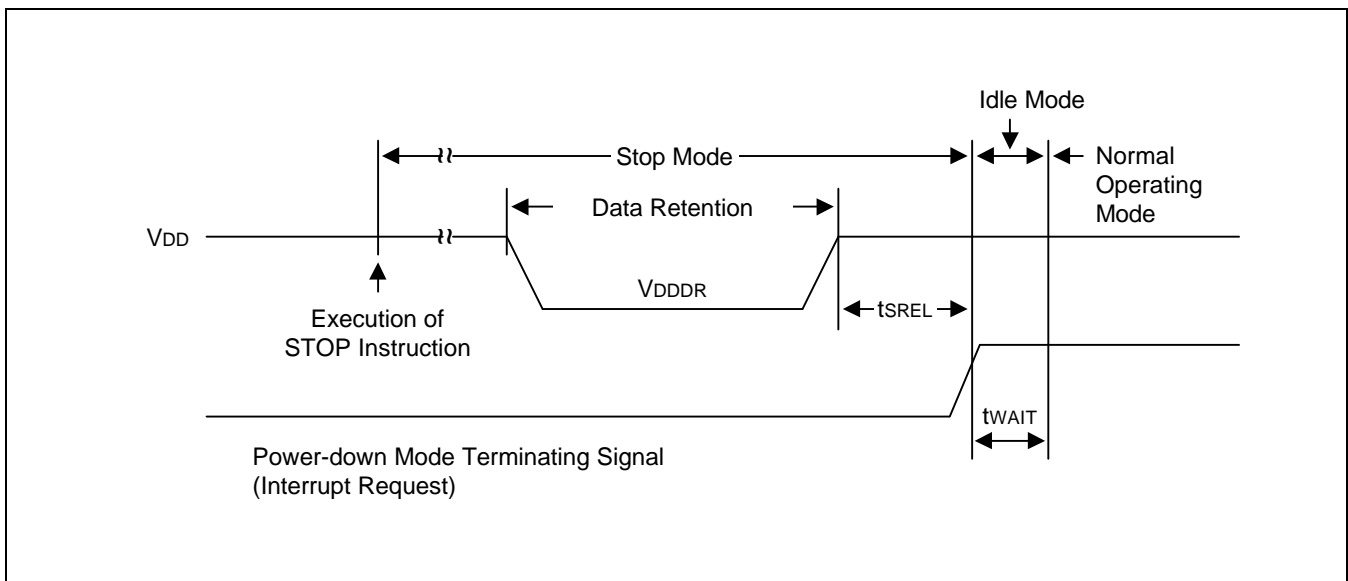 Idle Mode
Stop Mode
Normal
Operating
Mode
Data Retention
VDD
VDDDR
tSREL
Execution of
STOP Instruction
tWAIT
Power-down Mode Terminating Signal
(Interrupt Request)